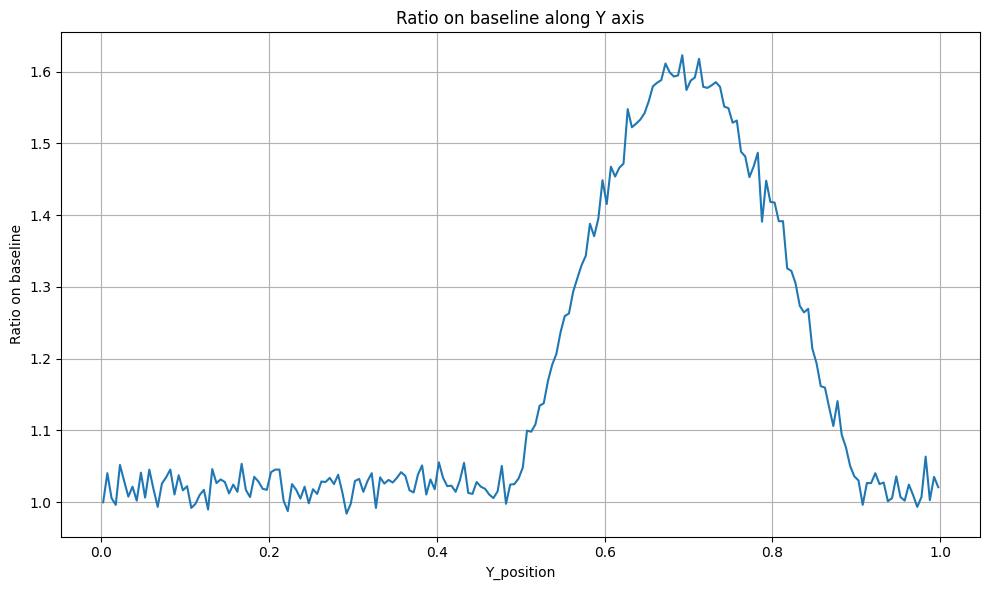 Ratio on baseline along Y axis
Ratio on baseline
1.6
1.5
1.4
1.3
1.2
1.1
1.0
0.0 0.2 0.4 0.6 0.8 1.0
Y_position